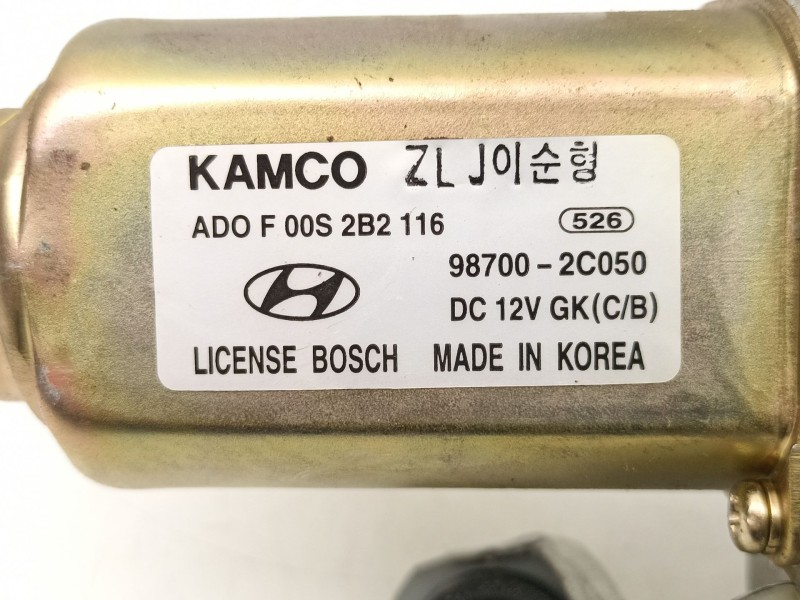 KAMCO ZL J이순형
ADO F 00S 2B2 116 526
98700-2C050
DC 12V GK(C/B)
LICENSE BOSCH MADE IN KOREA